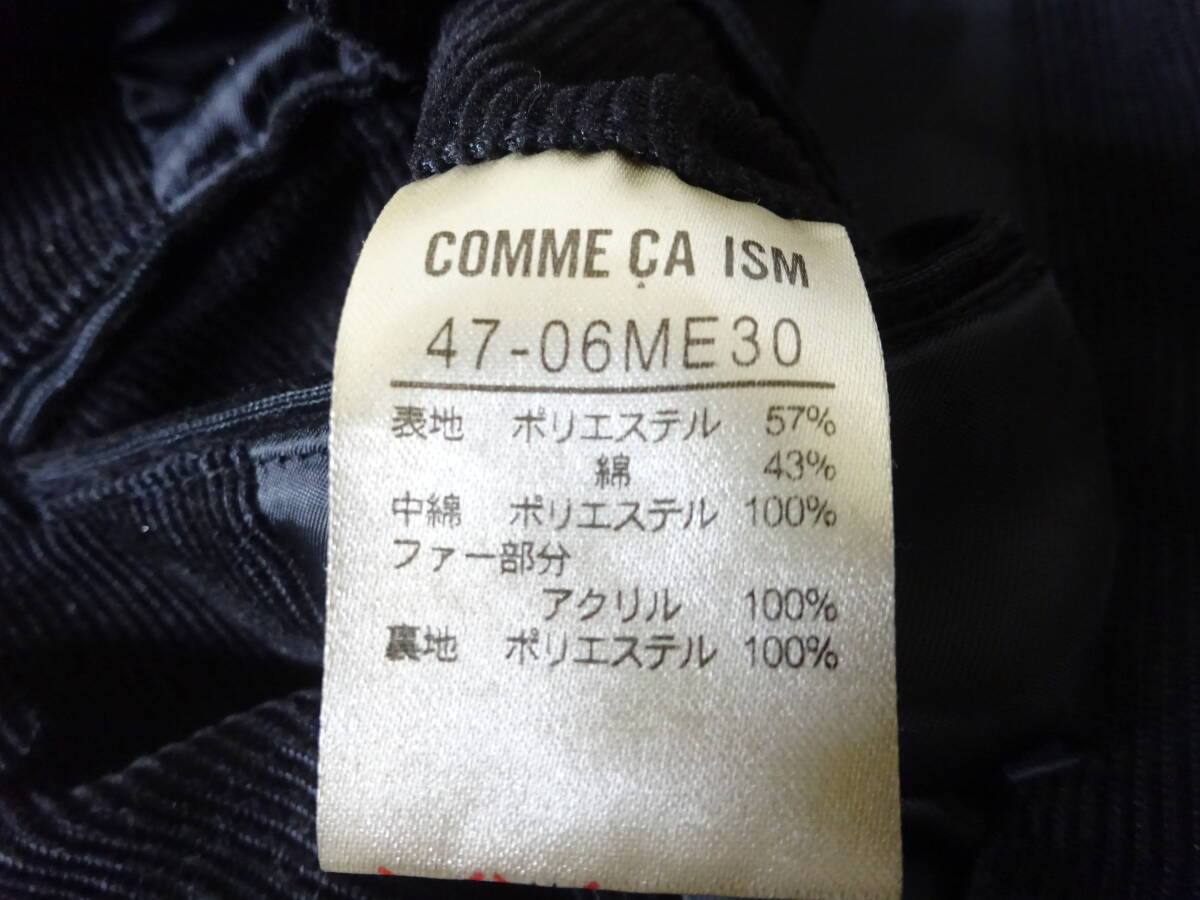 COMME ÇA ISM
47-06ME30
表地 ポリエステル 57%
綿 43%
中綿 ポリエステル 100%
ファー部分
アクリル 100%
裏地 ポリエステル 100%